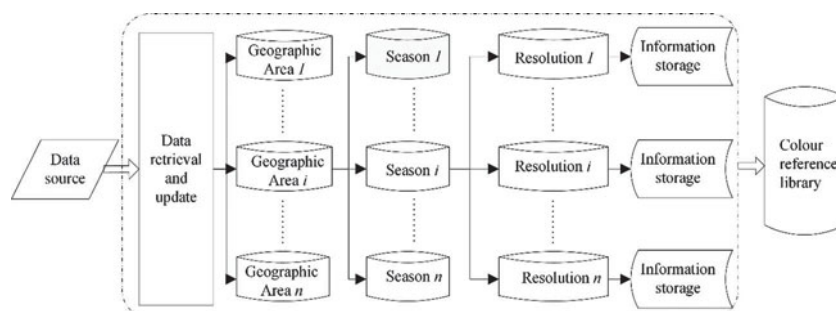 Data
source
Data
retrieval
and
update
Geographic
Area 1
Geographic
Area i
Geographic
Area n
Season 1
Season i
Season n
Resolution 1
Resolution i
Resolution n
Information
storage
Information
storage
Information
storage
Colour
reference
library